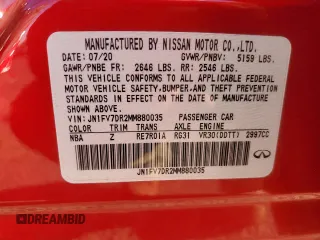 MANUFACTURED BY NISSAN MOTOR CO.,LTD.
DATE: 07/20 GVWR/PNBV: 5159 LBS.
GAWR/PNBE FR: 2646 LBS. RR: 2546 LBS.
THIS VEHICLE CONFORMS TO ALL APPLICABLE FEDERAL
MOTOR VEHICLE SAFETY,BUMPER,AND THEFT PREVENTION
STANDARDS IN EFFECT ON THE DATE OF MANUFACTURE
SHOWN ABOVE.
VIN: JN1FV7DR2MM880035 PASSENGER CAR
COLOR TRIM TRANS AXLE ENGINE
NBA Z RE7R01A RG31 VR30(DDTT) 2997CC
JN1FV7DR2MM880035
INFINITI
DREAMBID